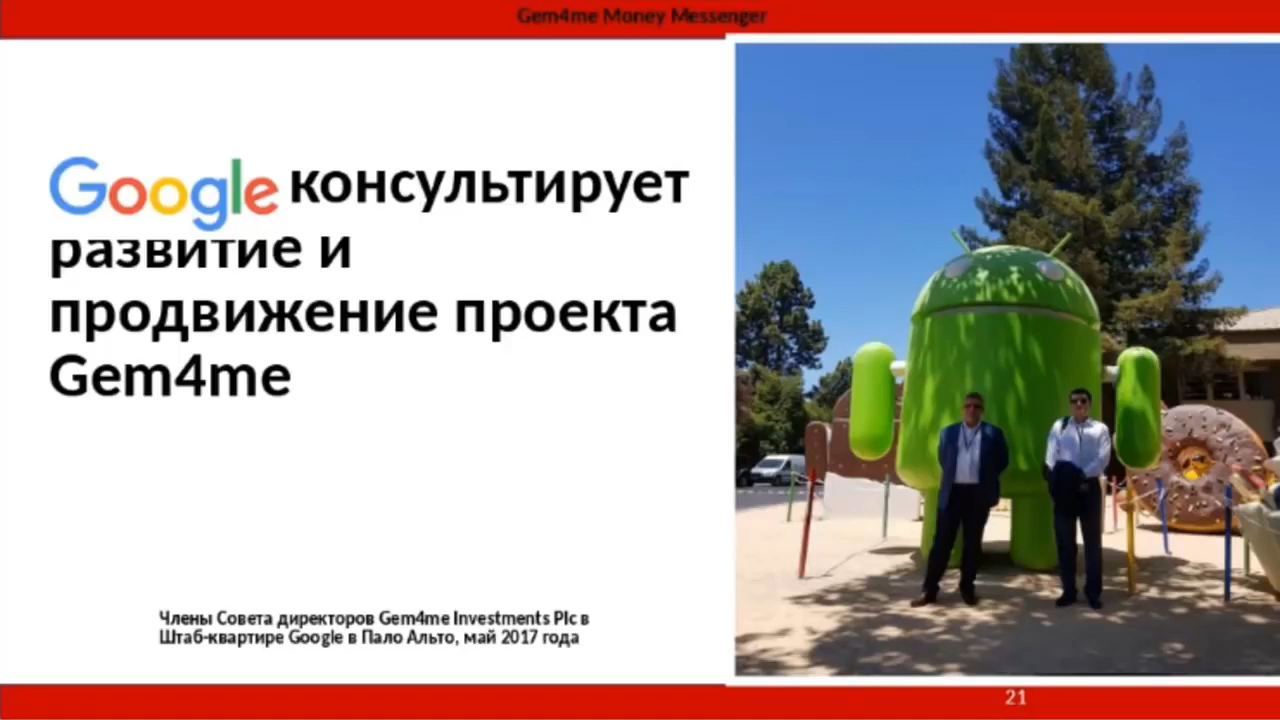 Gem4me Money Messenger
Google консультирует
развитие и
продвижение проекта
Gem4me
Члены Совета директоров Gem4me Investments Plc в
Штаб-квартире Google в Пало Альто, май 2017 года
21